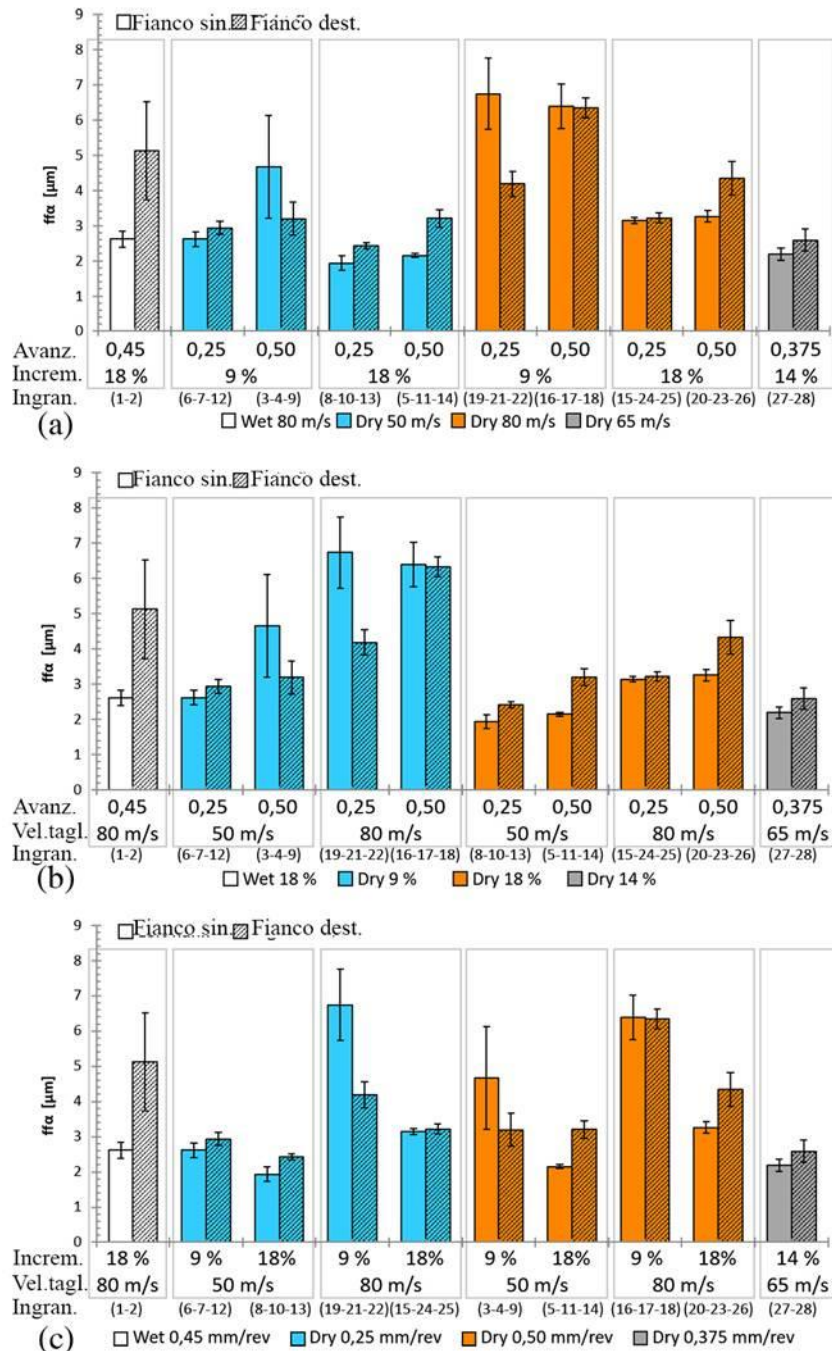 9
Fianco sin. Fianco dest.
8
7
6
5
4
3
2
1
0
ffα [µm]
Avanz. 0,45 0,25 0,50 0,25 0,50 0,25 0,50 0,25 0,50 0,375
Increm. 18 % 9 % 18 % 9 % 18 % 14 %
Ingran. (1-2) (6-7-12) (3-4-9) (8-10-13) (5-11-14) (19-21-22) (16-17-18) (15-24-25) (20-23-26) (27-28)
(a) Wet 80 m/s Dry 50 m/s Dry 80 m/s Dry 65 m/s
9
Fianco sin. Fianco dest.
8
7
6
5
4
3
2
1
0
ffα [µm]
Avanz. 0,45 0,25 0,50 0,25 0,50 0,25 0,50 0,25 0,50 0,375
Vel.tagl. 80 m/s 50 m/s 80 m/s 50 m/s 80 m/s 65 m/s
Ingran. (1-2) (6-7-12) (3-4-9) (19-21-22) (16-17-18) (8-10-13) (5-11-14) (15-24-25) (20-23-26) (27-28)
(b) Wet 18 % Dry 9 % Dry 18 % Dry 14 %
9
Fianco sin. Fianco dest.
8
7
6
5
4
3
2
1
0
ffα [µm]
Increm. 18 % 9 % 18% 9 % 18% 9 % 18% 9 % 18% 14 %
Vel.tagl. 80 m/s 50 m/s 80 m/s 50 m/s 80 m/s 65 m/s
Ingran. (1-2) (6-7-12) (8-10-13) (19-21-22) (15-24-25) (3-4-9) (5-11-14) (16-17-18) (20-23-26) (27-28)
(c) Wet 0,45 mm/rev Dry 0,25 mm/rev Dry 0,50 mm/rev Dry 0,375 mm/rev